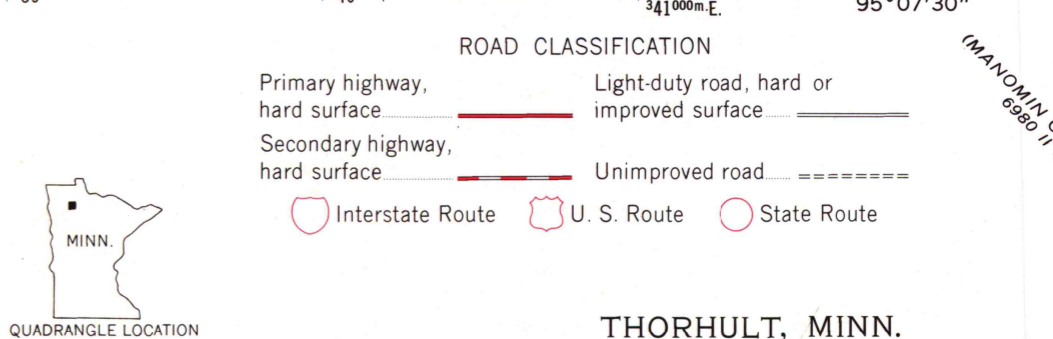 ³41⁰⁰⁰ᵐ·E.
95°07'30"
(MANOMIN
6980 II
ROAD CLASSIFICATION
Primary highway,
hard surface
Light-duty road, hard or
improved surface
Secondary highway,
hard surface
Unimproved road
Interstate Route
U. S. Route
State Route
MINN.
QUADRANGLE LOCATION
THORHULT, MINN.